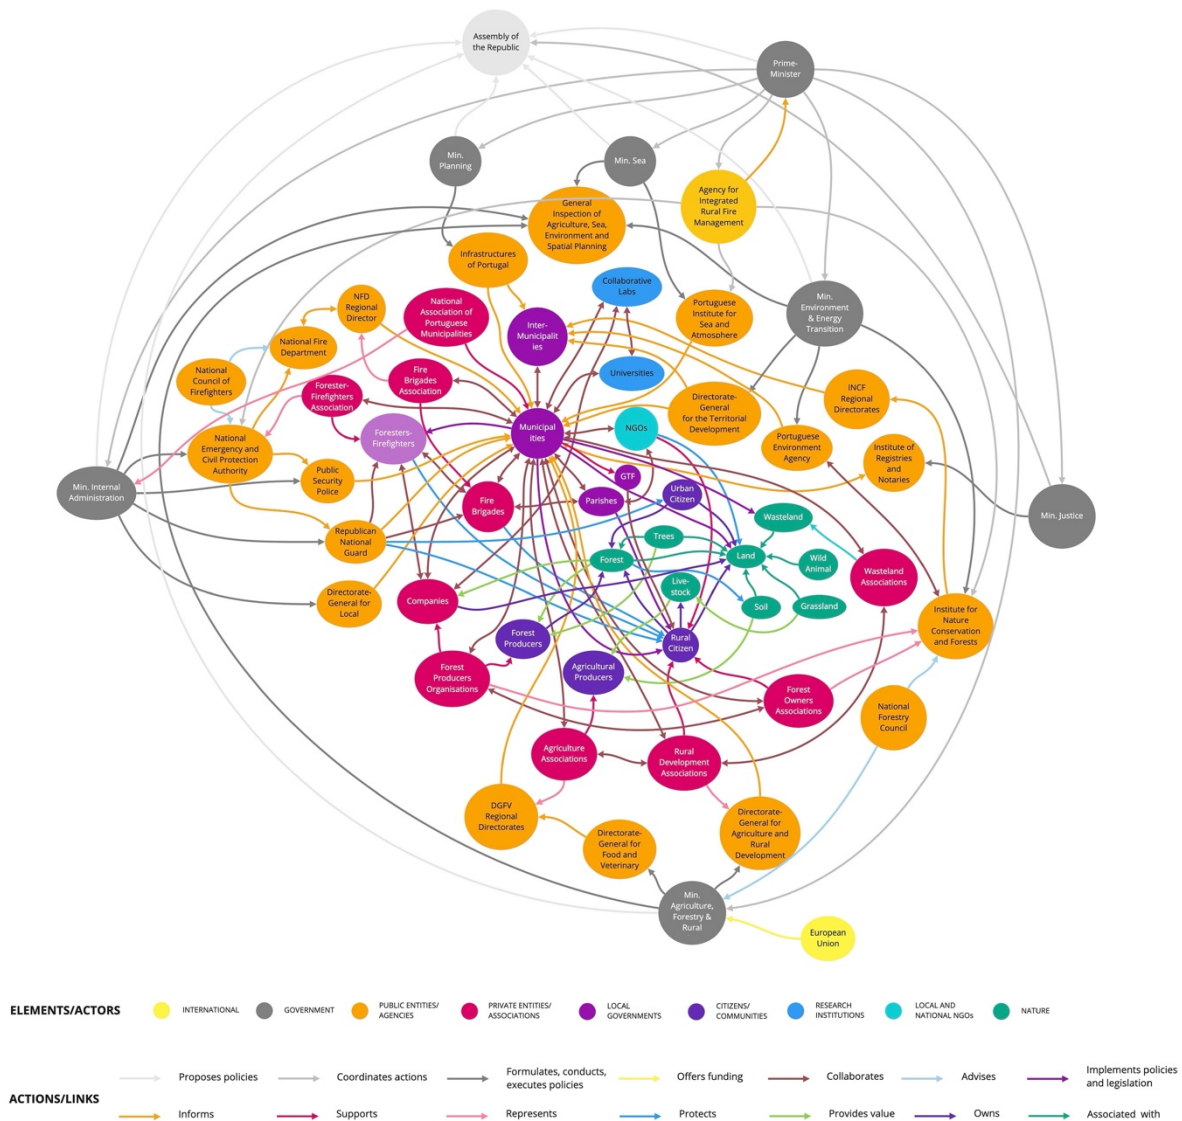 Assembly of
the Republic
Prime-
Minister
Min.
Planning
Min. Sea
Agency for
Integrated
Rural Fire
Management
General
Inspection of
Agriculture, Sea,
Environment and
Spatial Planning
Infrastructures
of Portugal
Collaborative
Labs
NFD
Regional
Director
National
Association of
Portuguese
Municipalities
Inter-
Municipalit
ies
Portuguese
Institute for
Sea and
Atmosphere
Min.
Environment
& Energy
Transition
National Fire
Department
National
Council of
Firefighters
Forester-
Firefighters
Association
Fire
Brigades
Association
Universities
Directorate-
General
for the Territorial
Development
INCF
Regional
Directorates
Foresters-
Firefighters
Municipal
ities
NGOs
Portuguese
Environment
Agency
Institute of
Registries
and
Notaries
National
Emergency and
Civil Protection
Authority
Public
Security
Police
GTF
Min. Internal
Administration
Fire
Brigades
Parishes
Urban
Citizen
Wasteland
Min. Justice
Republican
National
Guard
Trees
Forest
Land
Wild
Animal
Wasteland
Associations
Directorate-
General for
Local
Companies
Live-
stock
Soil
Grassland
Institute for
Nature
Conservation
and Forests
Forest
Producers
Rural
Citizen
Forest
Producers
Organisations
Agricultural
Producers
Forest
Owners
Associations
National
Forestry
Council
Agriculture
Associations
Rural
Development
Associations
DGFV
Regional
Directorates
Directorate-
General for
Food and
Veterinary
Directorate-
General for
Agriculture and
Rural
Development
Min.
Agriculture,
Forestry &
Rural
European
Union
ELEMENTS/ACTORS
INTERNATIONAL
GOVERNMENT
PUBLIC ENTITIES/
AGENCIES
PRIVATE ENTITIES/
ASSOCIATIONS
LOCAL
GOVERNMENTS
CITIZENS/
COMMUNITIES
RESEARCH
INSTITUTIONS
LOCAL AND
NATIONAL NGOs
NATURE
ACTIONS/LINKS
Proposes policies
Coordinates actions
Formulates, conducts,
executes policies
Offers funding
Collaborates
Advises
Implements policies
and legislation
Informs
Supports
Represents
Protects
Provides value
Owns
Associated with